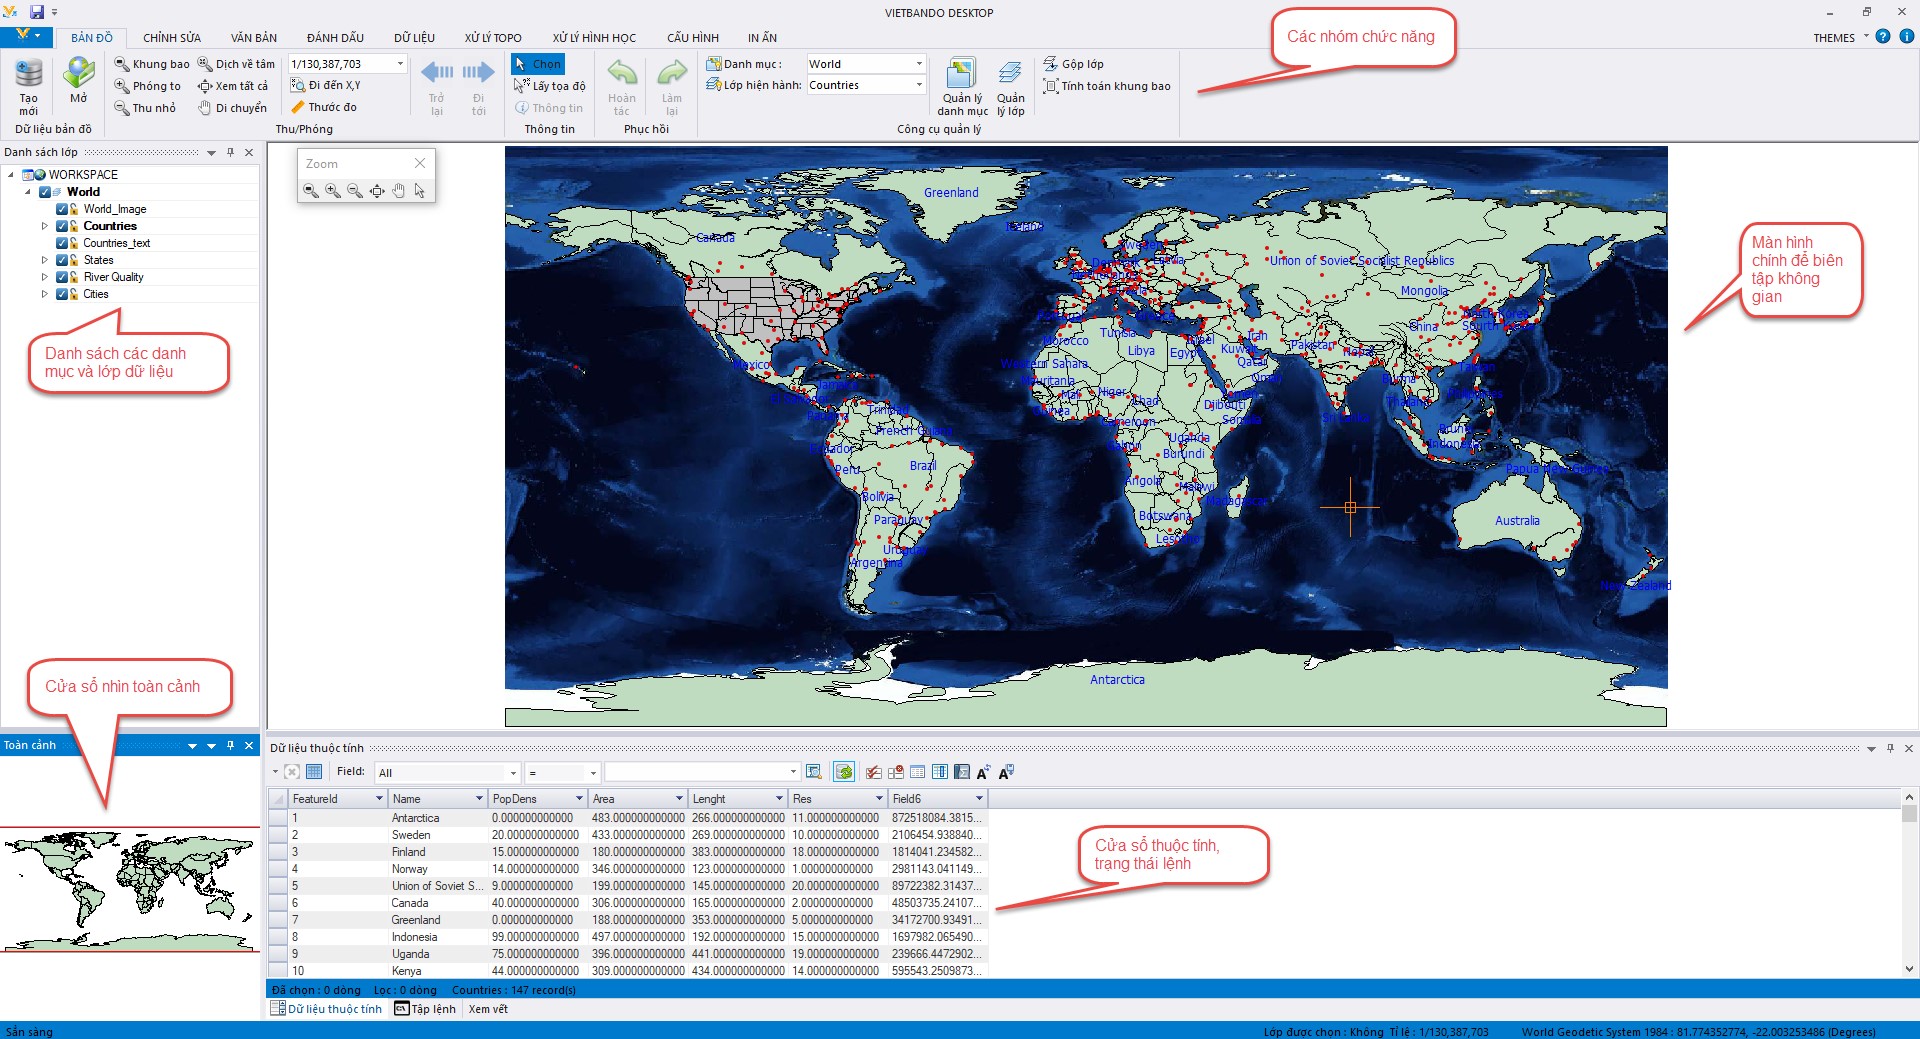 VIETBANDO DESKTOP
BẢN ĐỒ CHỈNH SỬA VĂN BẢN ĐÁNH DẤU DỮ LIỆU XỬ LÝ TOPO XỬ LÝ HÌNH HỌC CẤU HÌNH IN ẤN
THEMES
Tạo mới
Mở
Dữ liệu bản đồ
Khung bao
Phóng to
Thu nhỏ
Dịch về tâm
Xem tất cả
Di chuyển
1/130,387,703
Đi đến X,Y
Thước đo
Trở lại
Đi tới
Thu/Phóng
Chọn
Lấy tọa độ
Thông tin
Thông tin
Hoàn tác
Làm lại
Phục hồi
Danh mục : World
Lớp hiện hành: Countries
Quản lý danh mục
Quản lý lớp
Gộp lớp
Tính toán khung bao
Công cụ quản lý
Các nhóm chức năng
Danh sách lớp
WORKSPACE
World
World_Image
Countries
Countries_text
States
River Quality
Cities
Danh sách các danh
mục và lớp dữ liệu
Zoom
Greenland
Canada
Union of Soviet Socialist Republics
Mongolia
China
Iran
Tunisia
Morocco
Libya
Egypt
Western Sahara
Mauritania
Niger
Chad
Mexico
Trinidad
French Guiana
Peru
Brazil
Bolivia
Paraguay
Uruguay
Argentina
Uganda
Burundi
Angola
Malawi
Madagascar
Botswana
Lesotho
Djibouti
Somalia
Pakistan
Kuwait
Qatar
Papua New Guinea
Australia
New Zealand
Antarctica
Màn hình
chính để biên
tập không
gian
Cửa sổ nhìn toàn cảnh
Toàn cảnh
Dữ liệu thuộc tính
Field: All =
FeatureId Name PopDens Area Lenght Res Field6
1 Antarctica 0.000000000000 483.000000000000 266.000000000000 11.000000000000 872518084.3815...
2 Sweden 20.000000000000 433.000000000000 269.000000000000 10.000000000000 2106454.938840...
3 Finland 15.000000000000 180.000000000000 383.000000000000 18.000000000000 1814041.234582...
4 Norway 14.000000000000 346.000000000000 123.000000000000 1.000000000000 2981143.041149...
5 Union of Soviet S... 9.000000000000 199.000000000000 145.000000000000 20.000000000000 89722382.31437...
6 Canada 40.000000000000 306.000000000000 165.000000000000 2.000000000000 48503735.24107...
7 Greenland 0.000000000000 188.000000000000 353.000000000000 5.000000000000 34172700.93491...
8 Indonesia 99.000000000000 497.000000000000 192.000000000000 15.000000000000 1697982.065490...
9 Uganda 75.000000000000 396.000000000000 441.000000000000 19.000000000000 239666.4472902...
10 Kenya 44.000000000000 309.000000000000 434.000000000000 14.000000000000 595543.2509873...
Cửa sổ thuộc tính,
trạng thái lệnh
Đã chọn : 0 dòng Lọc : 0 dòng Countries : 147 record(s)
Dữ liệu thuộc tính Tập lệnh Xem vết
Sẵn sàng
Lớp được chọn : Không Tỉ lệ : 1/130,387,703 World Geodetic System 1984 : 81.774352774, -22.003253486 (Degrees)